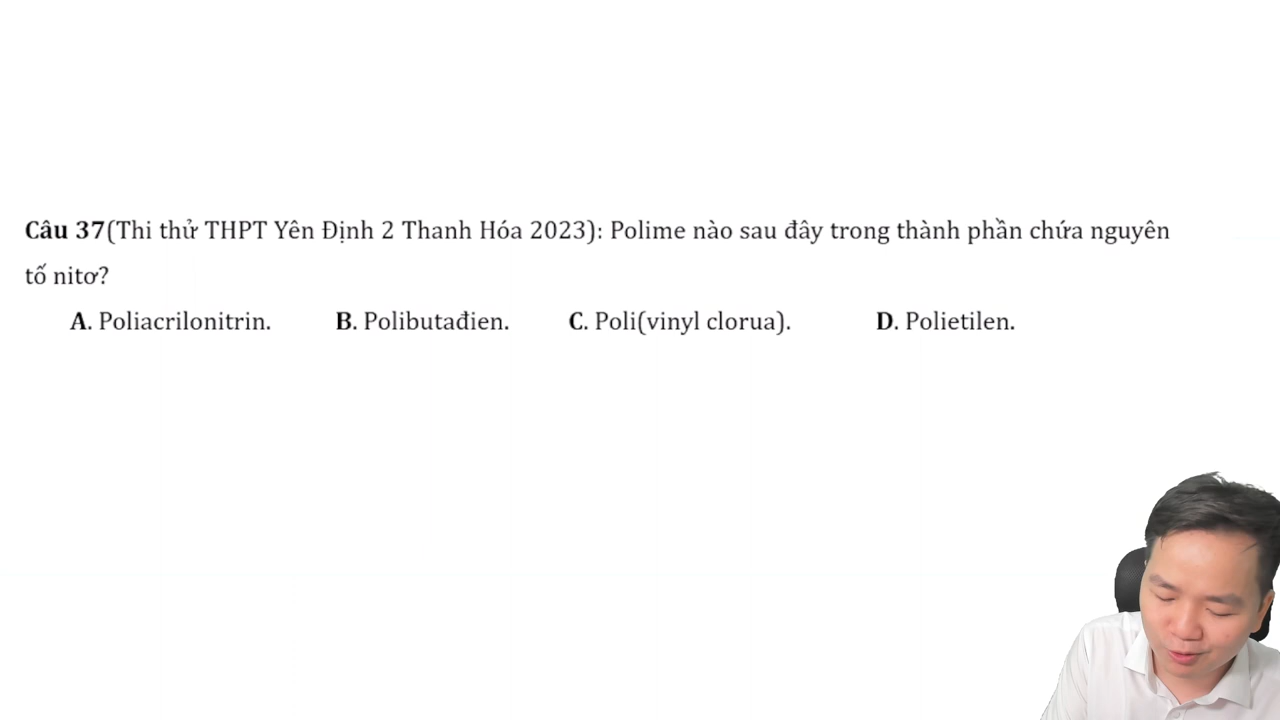 Câu 37(Thi thử THPT Yên Định 2 Thanh Hóa 2023): Polime nào sau đây trong thành phần chứa nguyên
tố nitơ?
A. Poliacrilonitrin. B. Polibutađien. C. Poli(vinyl clorua). D. Polietilen.